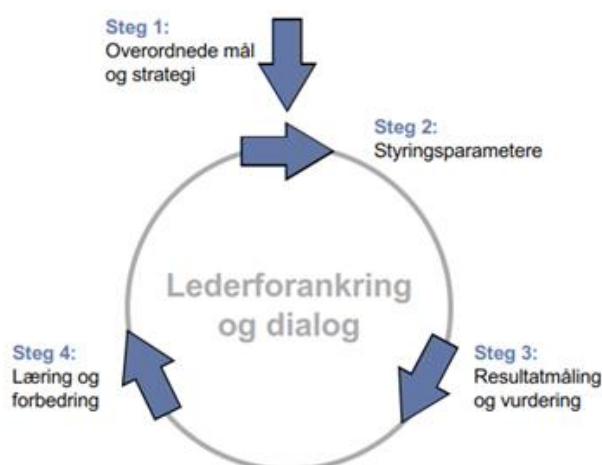 Steg 1:
Overordnede mål
og strategi
Steg 2:
Styringsparametere
Lederforankring
og dialog
Steg 4:
Læring og
forbedring
Steg 3:
Resultatmåling
og vurdering